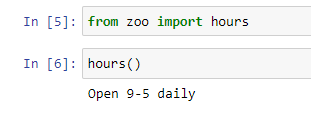 In [5]: from zoo import hours
In [6]: hours()
Open 9-5 daily